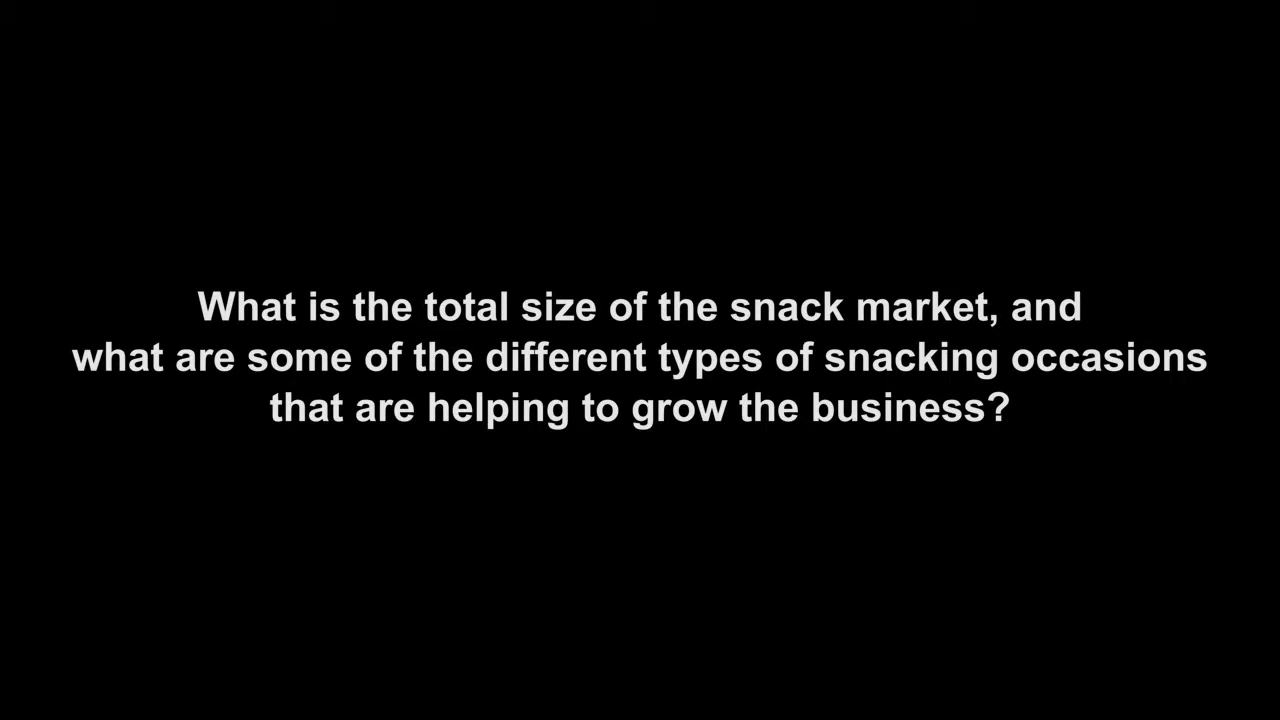 What is the total size of the snack market, and
what are some of the different types of snacking occasions
that are helping to grow the business?